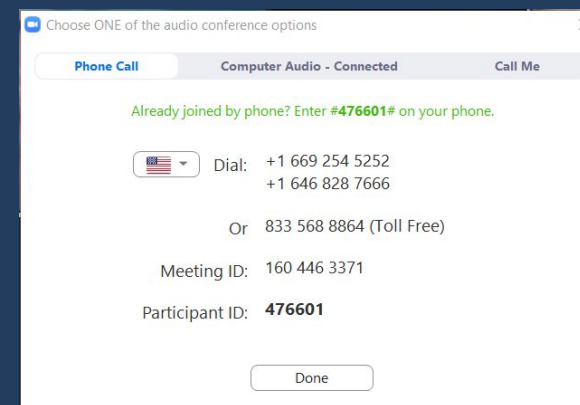 Choose ONE of the audio conference options
Phone Call Computer Audio - Connected Call Me
Already joined by phone? Enter #476601# on your phone.
Dial: +1 669 254 5252
+1 646 828 7666
Or 833 568 8864 (Toll Free)
Meeting ID: 160 446 3371
Participant ID: 476601
Done